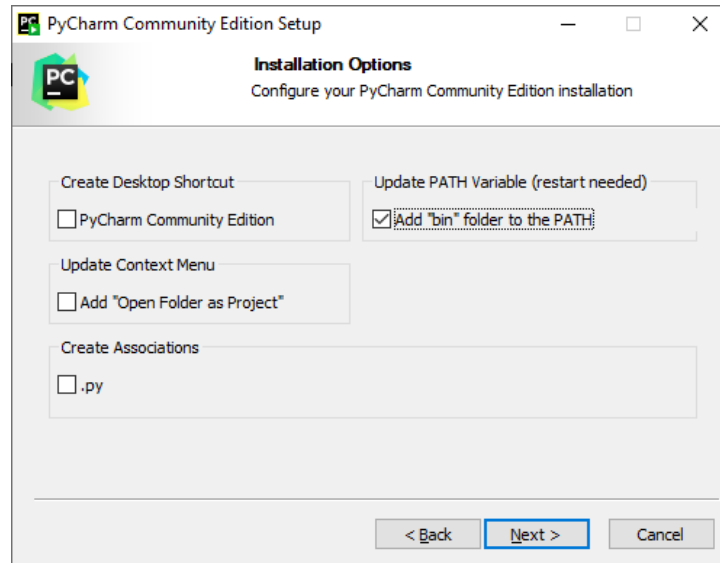 PyCharm Community Edition Setup
PC
Installation Options
Configure your PyCharm Community Edition installation
Create Desktop Shortcut
PyCharm Community Edition
Update PATH Variable (restart needed)
Add "bin" folder to the PATH
Update Context Menu
Add "Open Folder as Project"
Create Associations
.py
< Back
Next >
Cancel